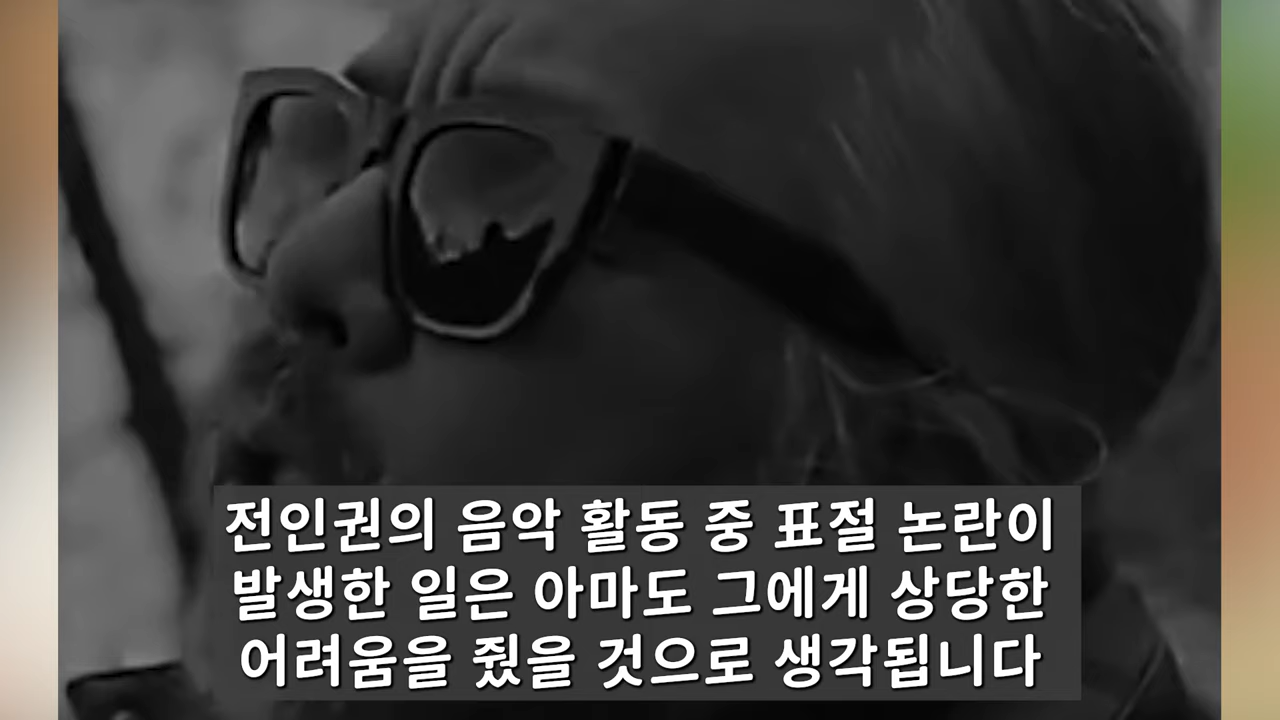 전인권의 음악 활동 중 표절 논란이
발생한 일은 아마도 그에게 상당한
어려움을 줬을 것으로 생각됩니다